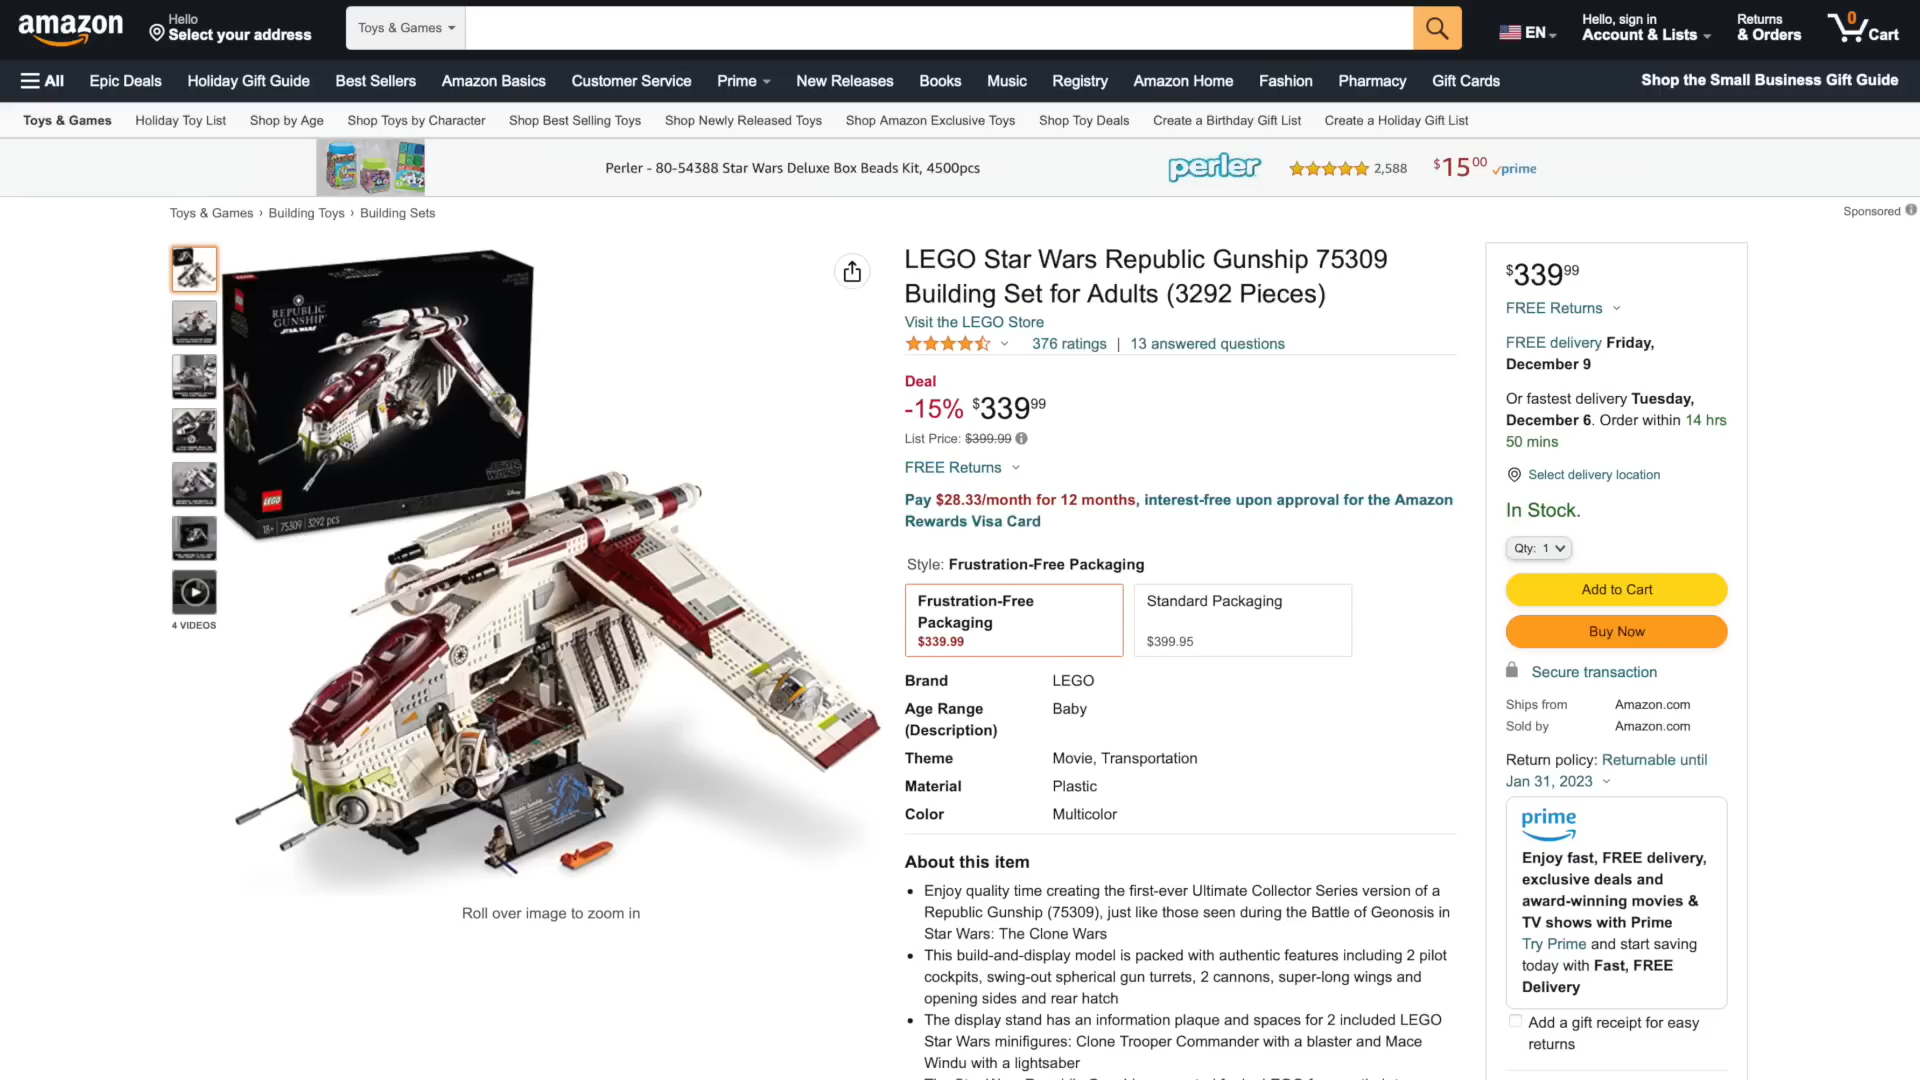 amazon
Hello
Select your address
Toys & Games
EN
Hello, sign in
Account & Lists
Returns
& Orders
0
Cart
All
Epic Deals
Holiday Gift Guide
Best Sellers
Amazon Basics
Customer Service
Prime
New Releases
Books
Music
Registry
Amazon Home
Fashion
Pharmacy
Gift Cards
Shop the Small Business Gift Guide
Toys & Games
Holiday Toy List
Shop by Age
Shop Toys by Character
Shop Best Selling Toys
Shop Newly Released Toys
Shop Amazon Exclusive Toys
Shop Toy Deals
Create a Birthday Gift List
Create a Holiday Gift List
Perler - 80-54388 Star Wars Deluxe Box Beads Kit, 4500pcs
perler
2,588
$1500
prime
Toys & Games › Building Toys › Building Sets
Sponsored
4 VIDEOS
REPUBLIC
GUNSHIP
STAR WARS
LEGO
18+ 75309 3292 pcs
STAR WARS
Disney
Roll over image to zoom in
LEGO Star Wars Republic Gunship 75309
Building Set for Adults (3292 Pieces)
Visit the LEGO Store
376 ratings | 13 answered questions
Deal
-15% $33999
List Price: $399.99
FREE Returns
Pay $28.33/month for 12 months, interest-free upon approval for the Amazon
Rewards Visa Card
Style: Frustration-Free Packaging
Frustration-Free
Packaging
$339.99
Standard Packaging
$399.95
Brand LEGO
Age Range Baby
(Description)
Theme Movie, Transportation
Material Plastic
Color Multicolor
About this item
• Enjoy quality time creating the first-ever Ultimate Collector Series version of a
Republic Gunship (75309), just like those seen during the Battle of Geonosis in
Star Wars: The Clone Wars
• This build-and-display model is packed with authentic features including 2 pilot
cockpits, swing-out spherical gun turrets, 2 cannons, super-long wings and
opening sides and rear hatch
• The display stand has an information plaque and spaces for 2 included LEGO
Star Wars minifigures: Clone Trooper Commander with a blaster and Mace
Windu with a lightsaber
$33999
FREE Returns
FREE delivery Friday,
December 9
Or fastest delivery Tuesday,
December 6. Order within 14 hrs
50 mins
Select delivery location
In Stock.
Qty: 1
Add to Cart
Buy Now
Secure transaction
Ships from Amazon.com
Sold by Amazon.com
Return policy: Returnable until
Jan 31, 2023
prime
Enjoy fast, FREE delivery,
exclusive deals and
award-winning movies &
TV shows with Prime
Try Prime and start saving
today with Fast, FREE
Delivery
Add a gift receipt for easy
returns